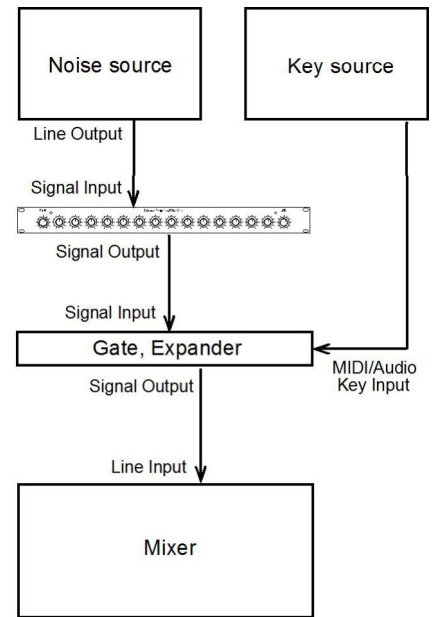 Noise source
Key source
Line Output
Signal Input
Signal Output
Signal Input
Gate, Expander
MIDI/Audio
Key Input
Signal Output
Line Input
Mixer